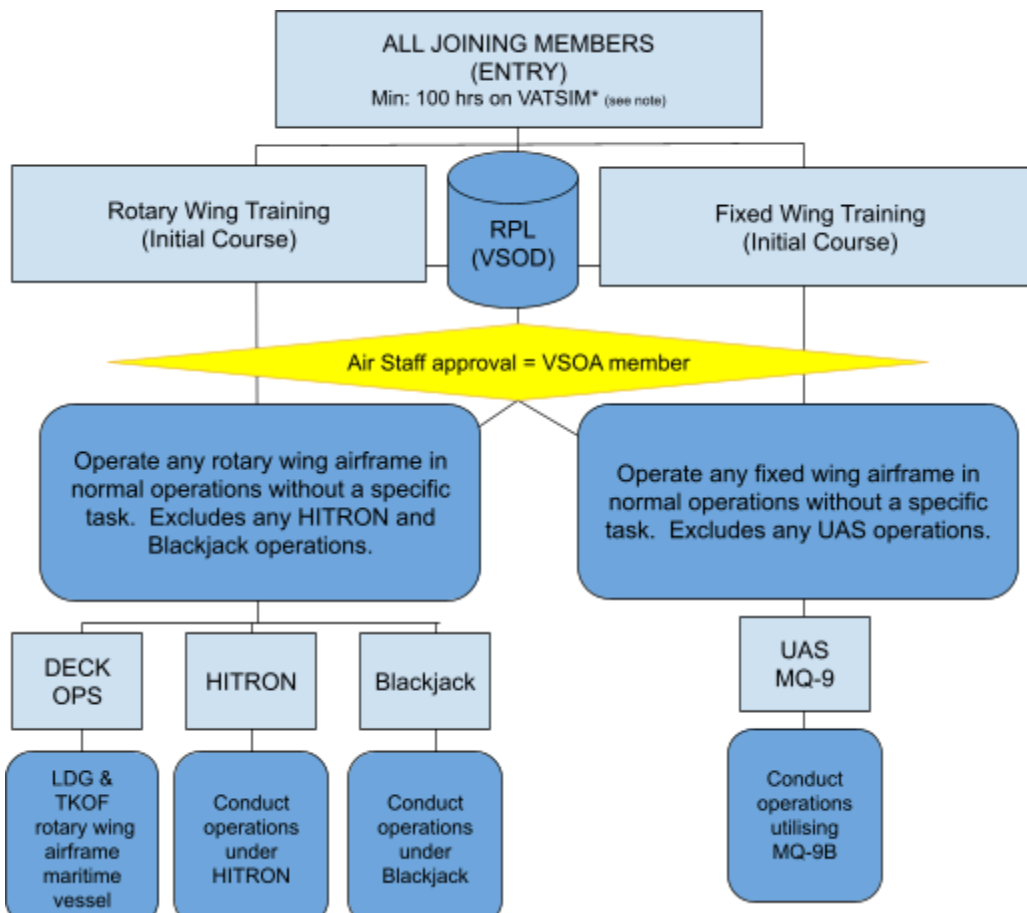 ALL JOINING MEMBERS
(ENTRY)
Min: 100 hrs on VATSIM* (see note)
Rotary Wing Training
(Initial Course)
RPL
(VSOD)
Fixed Wing Training
(Initial Course)
Air Staff approval = VSOA member
Operate any rotary wing airframe in
normal operations without a specific
task. Excludes any HITRON and
Blackjack operations.
Operate any fixed wing airframe in
normal operations without a specific
task. Excludes any UAS operations.
DECK
OPS
HITRON
Blackjack
UAS
MQ-9
LDG &
TKOF
rotary wing
airframe
maritime
vessel
Conduct
operations
under
HITRON
Conduct
operations
under
Blackjack
Conduct
operations
utilising
MQ-9B